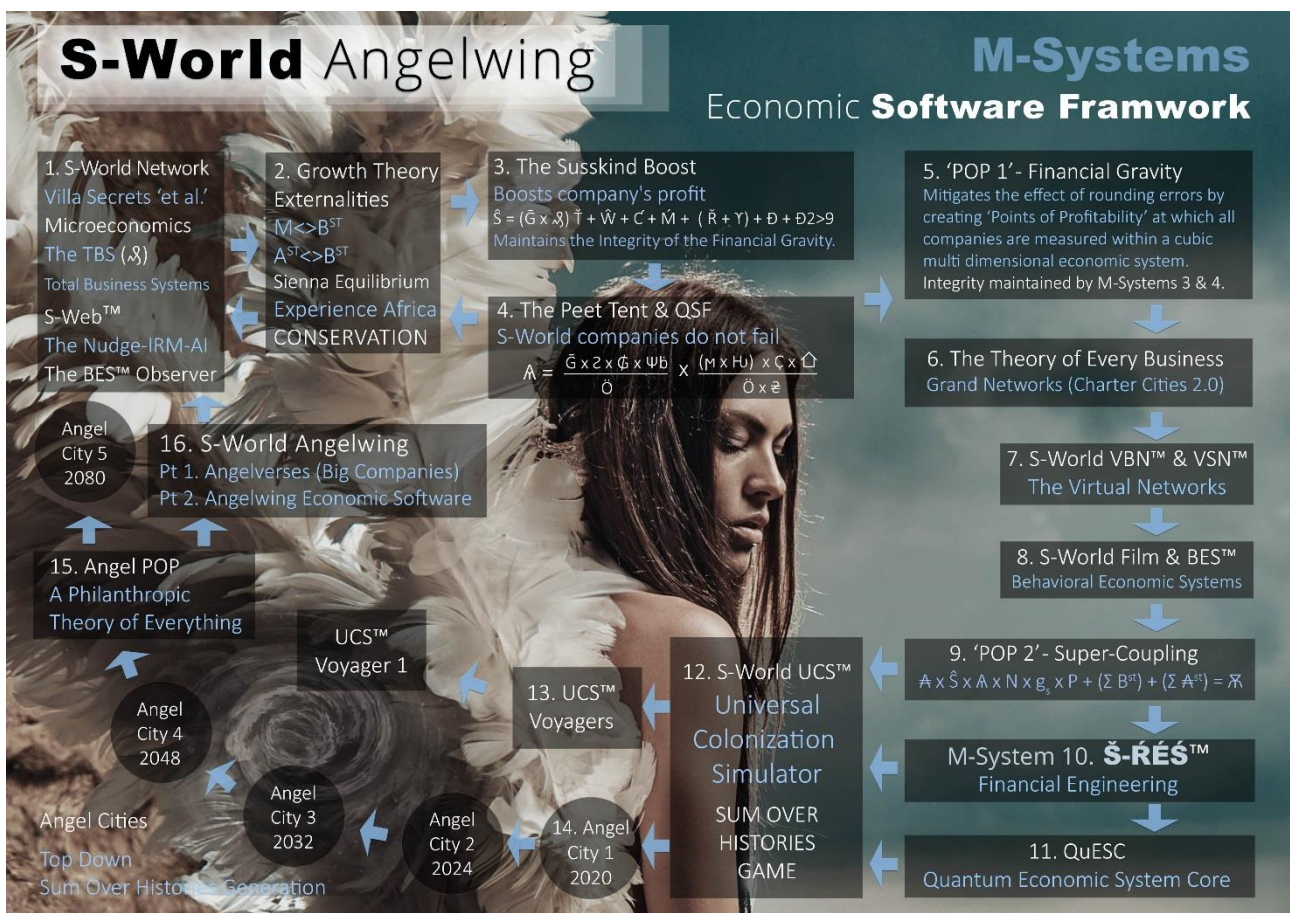 S-World Angelwing
M-Systems
Economic Software Framwork
1. S-World Network
Villa Secrets ‘et al.’
Microeconomics
The TBS
Total Business Systems
S-Web™
The Nudge-IRM-AI
The BES™ Observer
2. Growth Theory
Externalities
M<>Bˢᵀ
Aˢᵀ<>Bˢᵀ
Sienna Equilibrium
Experience Africa
CONSERVATION
3. The Susskind Boost
Boosts company's profit
Maintains the Integrity of the Financial Gravity.
4. The Peet Tent & QSF
S-World companies do not fail
5. ‘POP 1’- Financial Gravity
Mitigates the effect of rounding errors by
creating ‘Points of Profitability’ at which all
companies are measured within a cubic
multi dimensional economic system.
Integrity maintained by M-Systems 3 & 4.
6. The Theory of Every Business
Grand Networks (Charter Cities 2.0)
7. S-World VBN™ & VSN™
The Virtual Networks
8. S-World Film & BES™
Behavioral Economic Systems
9. ‘POP 2’- Super-Coupling
M-System 10. Š-ŔÉŚ™
Financial Engineering
11. QuESC
Quantum Economic System Core
12. S-World UCS™
Universal
Colonization
Simulator
SUM OVER
HISTORIES
GAME
13. UCS™
Voyagers
UCS™
Voyager 1
14. Angel
City 1
2020
Angel
City 2
2024
Angel
City 3
2032
Angel
City 4
2048
Angel Cities
Top Down
Sum Over Histories Generation
15. Angel POP
A Philanthropic
Theory of Everything
Angel
City 5
2080
16. S-World Angelwing
Pt 1. Angelverses (Big Companies)
Pt 2. Angelwing Economic Software